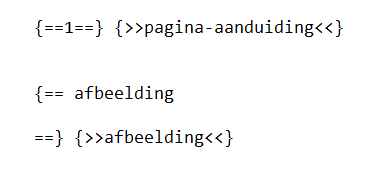 {==1==} {>>pagina-aanduiding<<}
{== afbeelding
==} {>>afbeelding<<}